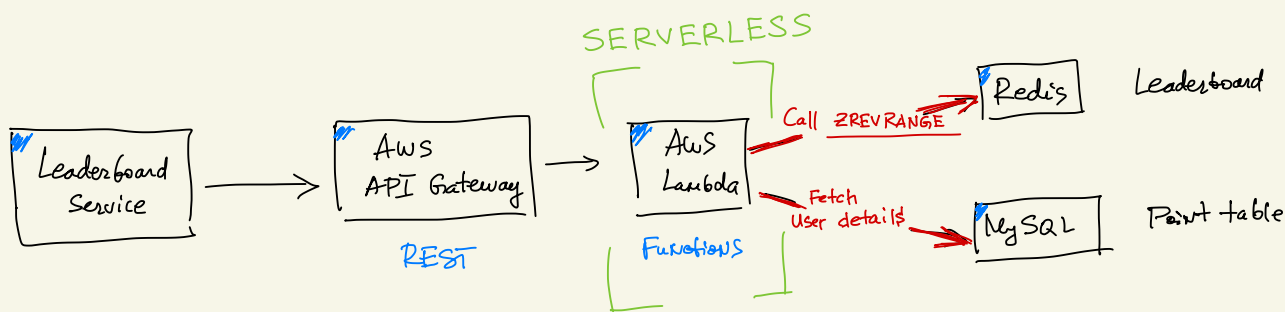 SERVERLESS
Leaderboard
Service
AWS
API Gateway
REST
AWS
Lambda
Functions
Call ZREVRANGE
Fetch
User details
Redis
Leaderboard
MySQL
Point table